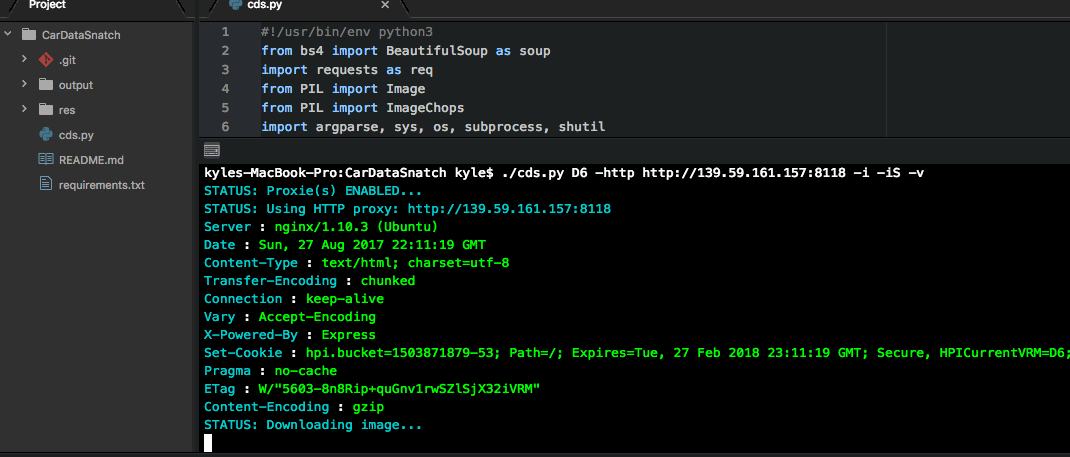 Project
CarDataSnatch
.git
output
res
cds.py
README.md
requirements.txt
cds.py
1 #!/usr/bin/env python3
2 from bs4 import BeautifulSoup as soup
3 import requests as req
4 from PIL import Image
5 from PIL import ImageChops
6 import argparse, sys, os, subprocess, shutil
kyles-MacBook-Pro:CarDataSnatch kyle$ ./cds.py D6 -http http://139.59.161.157:8118 -i -iS -v
STATUS: Proxie(s) ENABLED...
STATUS: Using HTTP proxy: http://139.59.161.157:8118
Server : nginx/1.10.3 (Ubuntu)
Date : Sun, 27 Aug 2017 22:11:19 GMT
Content-Type : text/html; charset=utf-8
Transfer-Encoding : chunked
Connection : keep-alive
Vary : Accept-Encoding
X-Powered-By : Express
Set-Cookie : hpi.bucket=1503871879-53; Path=/; Expires=Tue, 27 Feb 2018 23:11:19 GMT; Secure, HPICurrentVRM=D6;
Pragma : no-cache
ETag : W/"5603-8n8Rip+quGnv1rwSZlSjX32iVRM"
Content-Encoding : gzip
STATUS: Downloading image...